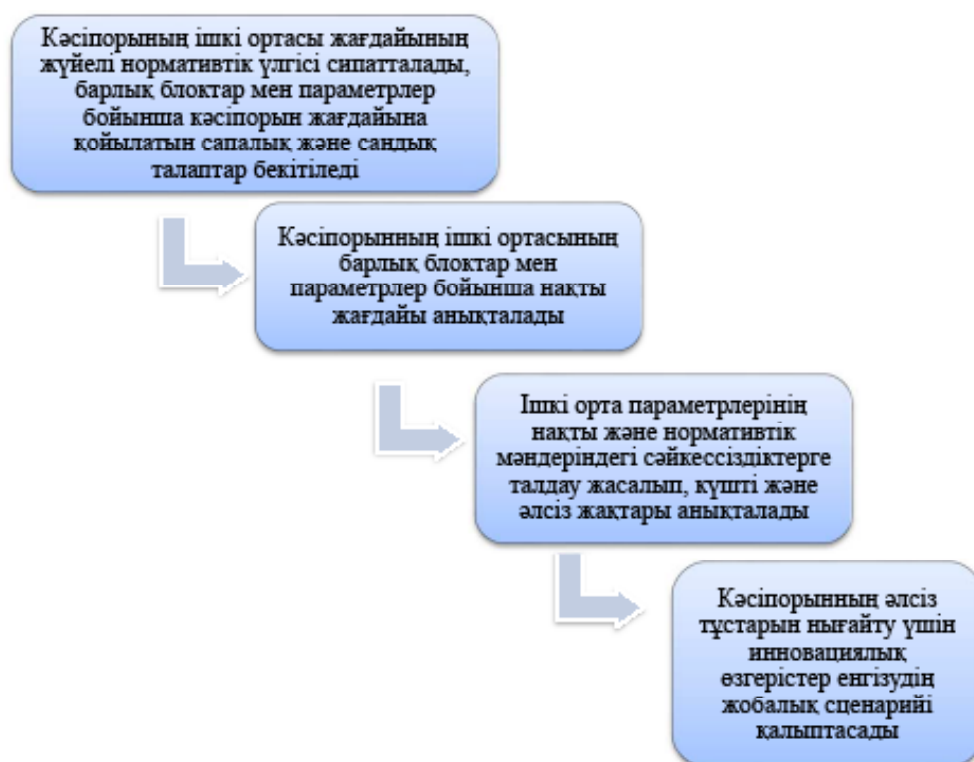 Кәсіпорының ішкі ортасы жағдайының
жүйелі нормативтік үлгісі сипатталады,
барлық блоктар мен параметрлер
бойынша кәсіпорын жағдайына
қойылатын сапалық және сандық
талаптар бекітіледі
Кәсіпорынның ішкі ортасының
барлық блоктар мен
параметрлер бойынша нақты
жағдайы анықталады
Ішкі орта параметрлерінің
нақты және нормативтік
мәндеріндегі сәйкессіздіктерге
талдау жасалып, күшті және
әлсіз жақтары анықталады
Кәсіпорынның әлсіз
тұстарын нығайту үшін
инновациялық
өзгерістер енгізудің
жобалық сценарийі
қалыптасады